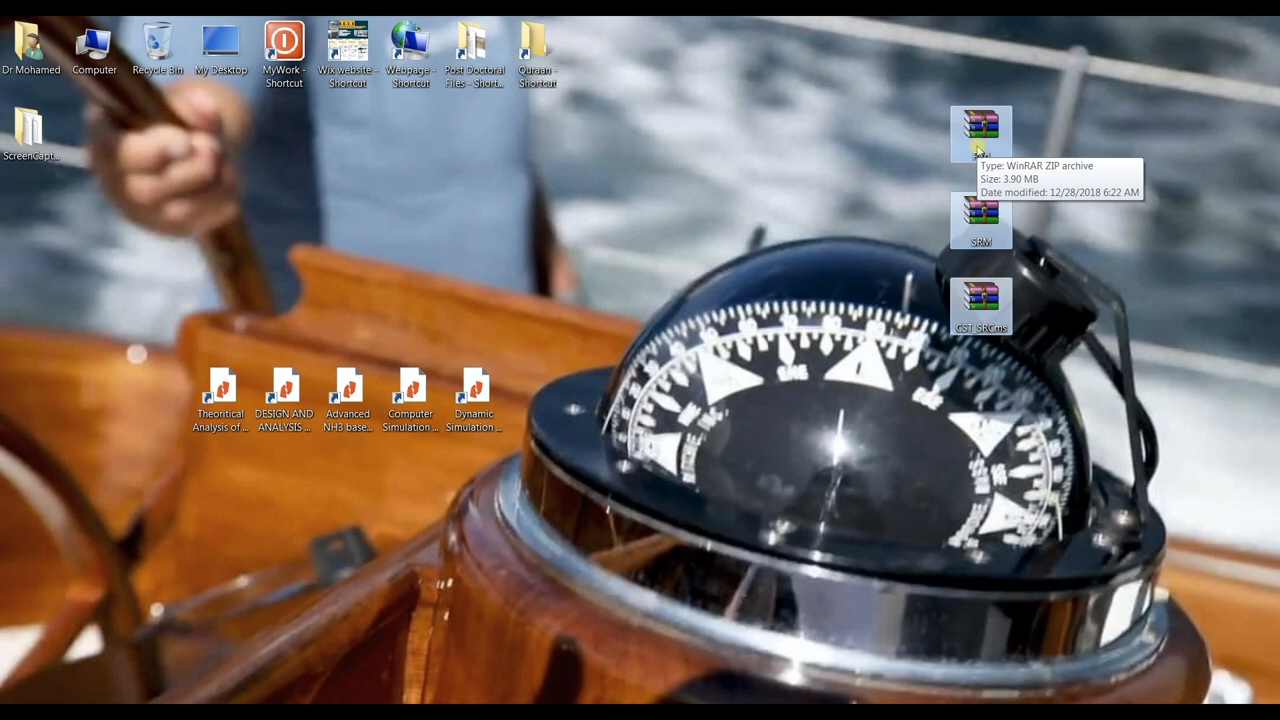 Dr Mohamed
Computer
Recycle Bin
My Desktop
MyWork -
Shortcut
Wix website -
Shortcut
Webpage -
Shortcut
Post Doctoral
Files - Short...
Quraan -
Shortcut
ScreenCapt...
Type: WinRAR ZIP archive
Size: 3.90 MB
Date modified: 12/28/2018 6:22 AM
SRM
CST_SRCms
Theoritical
Analysis of ...
DESIGN AND
ANALYSIS ...
Advanced
NH3 base...
Computer
Simulation ...
Dynamic
Simulation ...